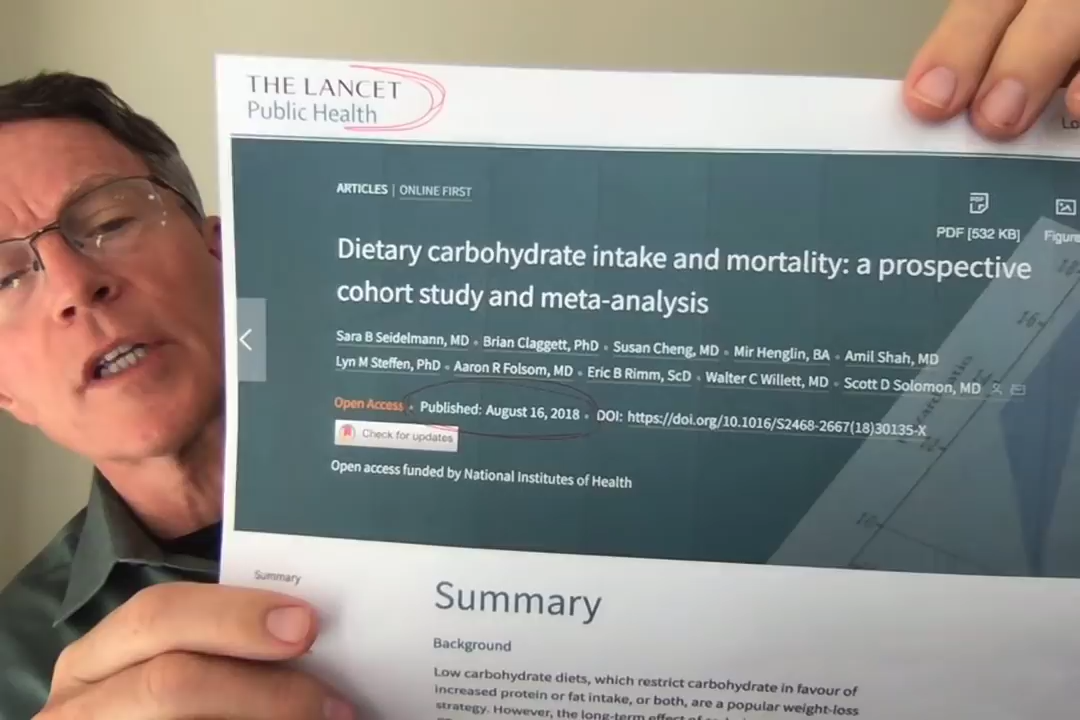 THE LANCET
Public Health
ARTICLES | ONLINE FIRST
PDF [532 KB]
Dietary carbohydrate intake and mortality: a prospective
cohort study and meta-analysis
Sara B Seidelmann, MD • Brian Claggett, PhD • Susan Cheng, MD • Mir Henglin, BA • Amil Shah, MD
Lyn M Steffen, PhD • Aaron R Folsom, MD • Eric B Rimm, ScD • Walter C Willett, MD • Scott D Solomon, MD
Open Access • Published: August 16, 2018 • DOI: https://doi.org/10.1016/S2468-2667(18)30135-X
Check for updates
Open access funded by National Institutes of Health
Summary
Summary
Background
Low carbohydrate diets, which restrict carbohydrate in favour of
increased protein or fat intake, or both, are a popular weight-loss
strategy. However, the long-term effect of